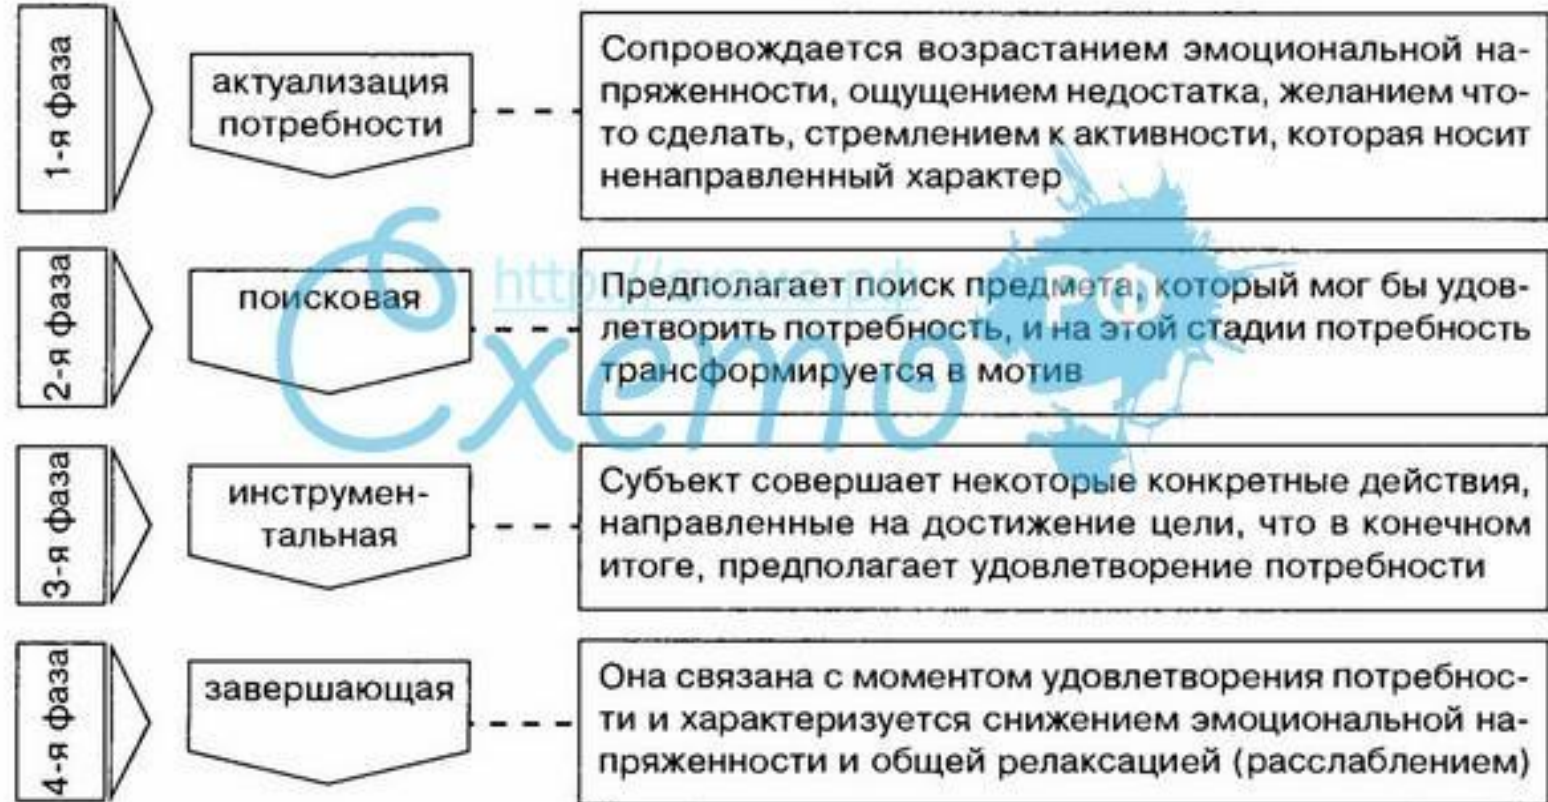 1-я фаза
актуализация
потребности
Сопровождается возрастанием эмоциональной на-
пряженности, ощущением недостатка, желанием что-
то сделать, стремлением к активности, которая носит
ненаправленный характер
2-я фаза
поисковая
Предполагает поиск предмета, который мог бы удов-
летворить потребность, и на этой стадии потребность
трансформируется в мотив
3-я фаза
инструмен-
тальная
Субъект совершает некоторые конкретные действия,
направленные на достижение цели, что в конечном
итоге, предполагает удовлетворение потребности
4-я фаза
завершающая
Она связана с моментом удовлетворения потребнос-
ти и характеризуется снижением эмоциональной на-
пряженности и общей релаксацией (расслаблением)
http://схемо.рф
Схемо РФ